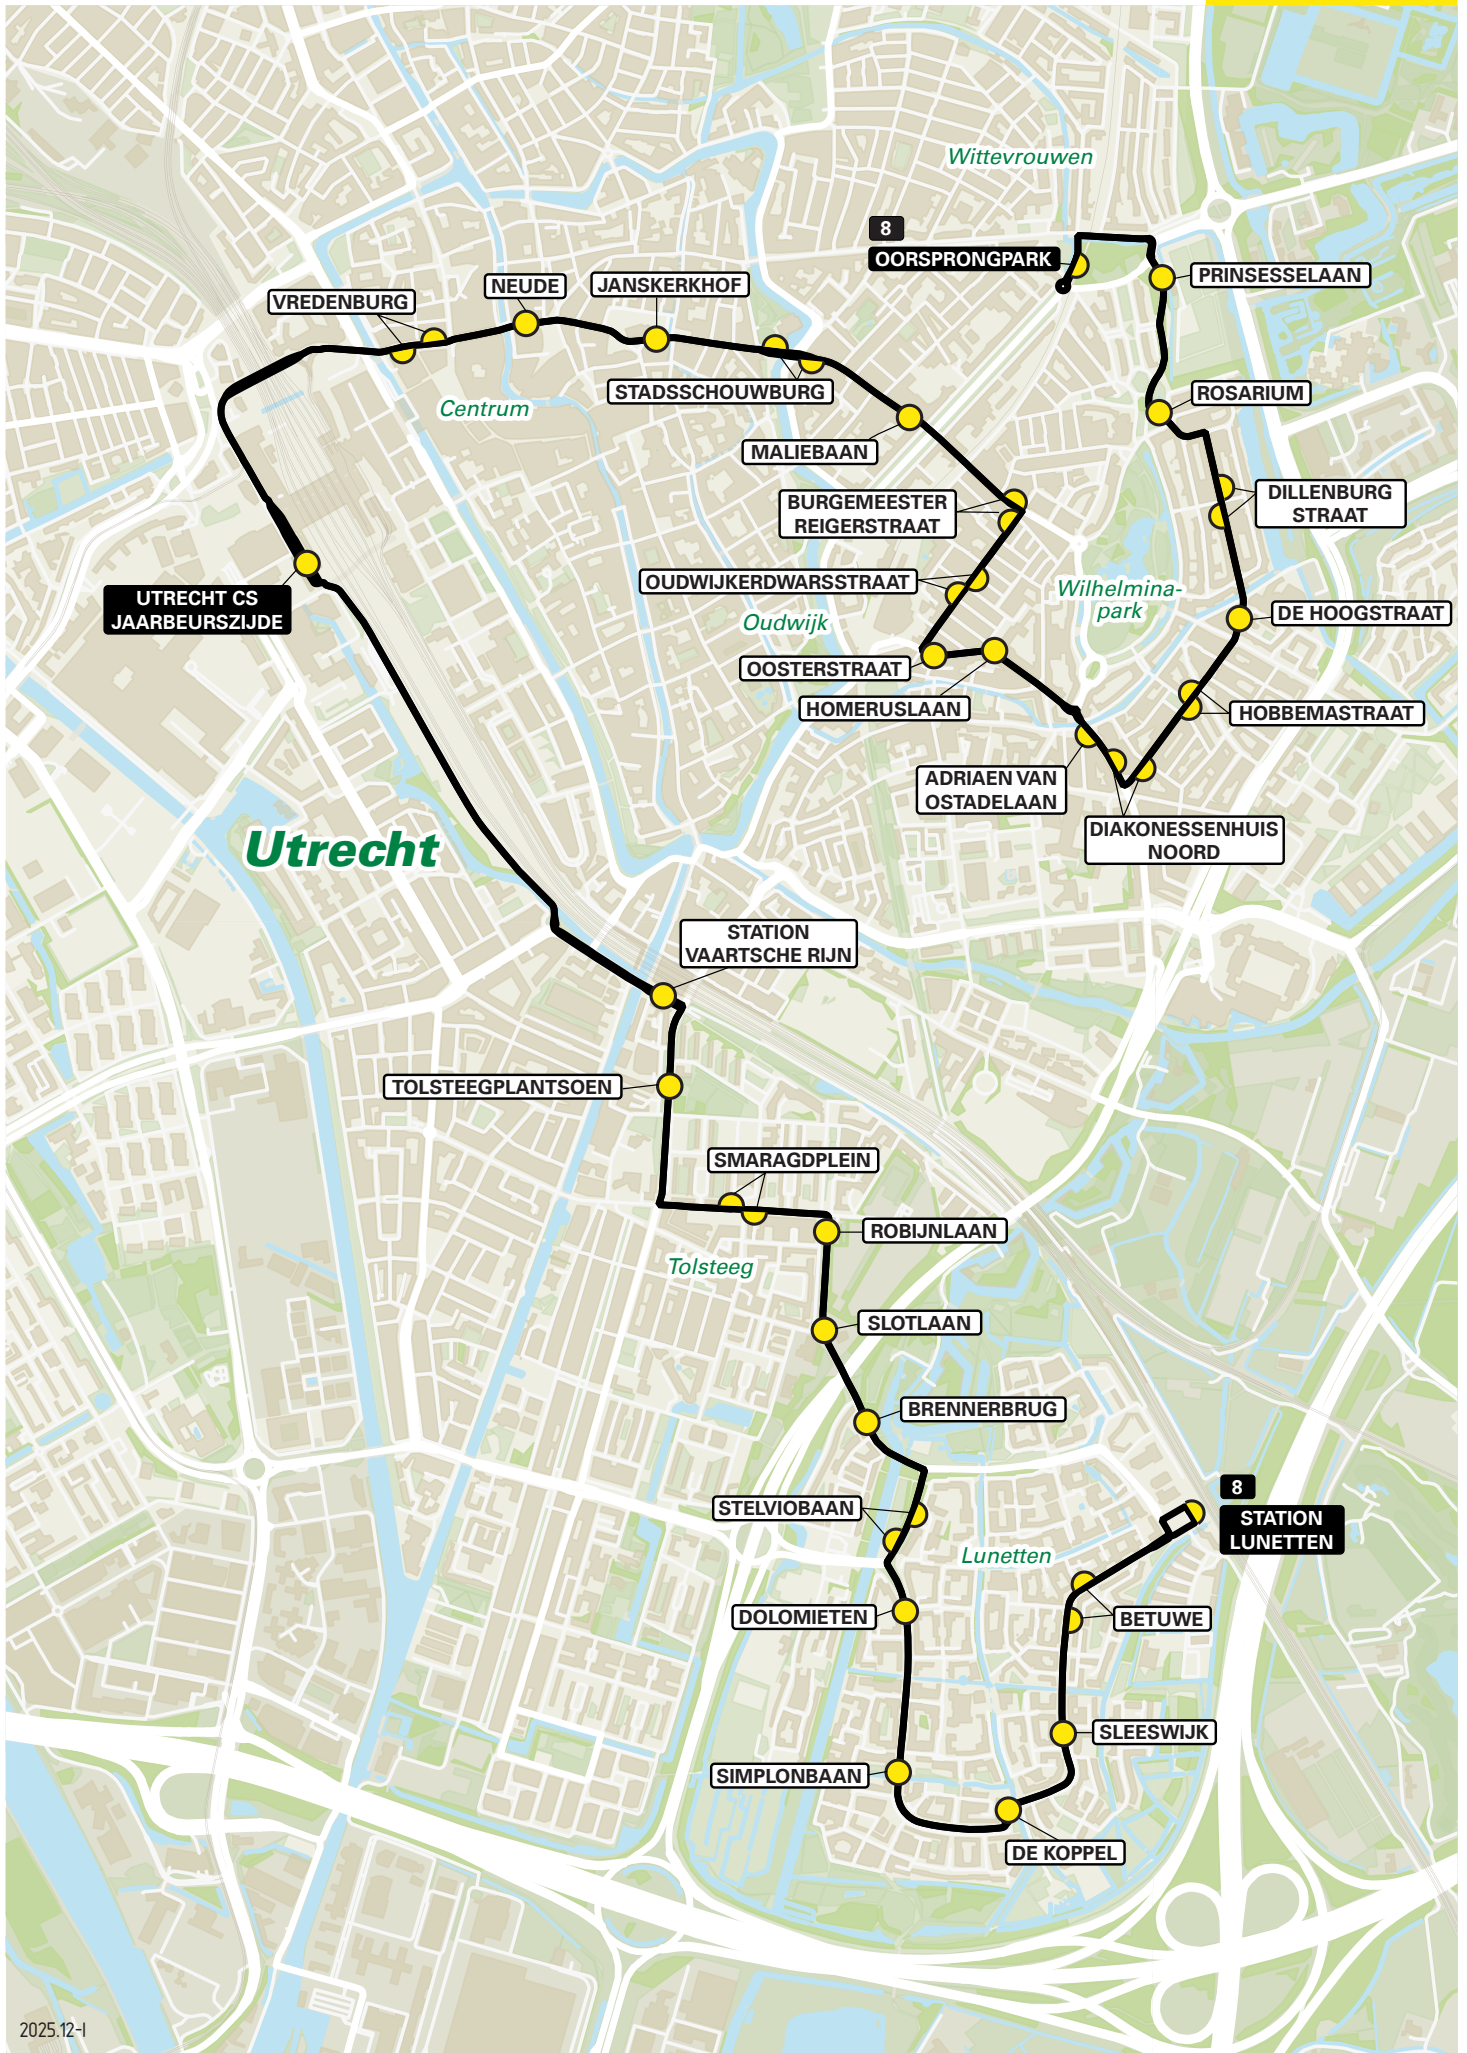 Wittevrouwen
8
OORSPRONGPARK
PRINSESSELAAN
VREDENBURG
NEUDE
JANSKERKHOF
STADSSCHOUWBURG
ROSARIUM
Centrum
MALIEBAAN
BURGEMEESTER
REIGERSTRAAT
DILLENBURG
STRAAT
OUDWIJKERDWARSSTRAAT
Wilhelmina-
park
UTRECHT CS
JAARBEURSZIJDE
Oudwijk
DE HOOGSTRAAT
OOSTERSTRAAT
HOMERUSLAAN
HOBBEMASTRAAT
ADRIAEN VAN
OSTADELAAN
DIAKONESSENHUIS
NOORD
Utrecht
STATION
VAARTSCHE RIJN
TOLSTEEGPLANTSOEN
SMARAGDPLEIN
ROBIJNLAAN
Tolsteeg
SLOTLAAN
BRENNERBRUG
STELVIOBAAN
8
STATION
LUNETTEN
Lunetten
DOLOMIETEN
BETUWE
SLEESWIJK
SIMPLONBAAN
DE KOPPEL
2025.12-I